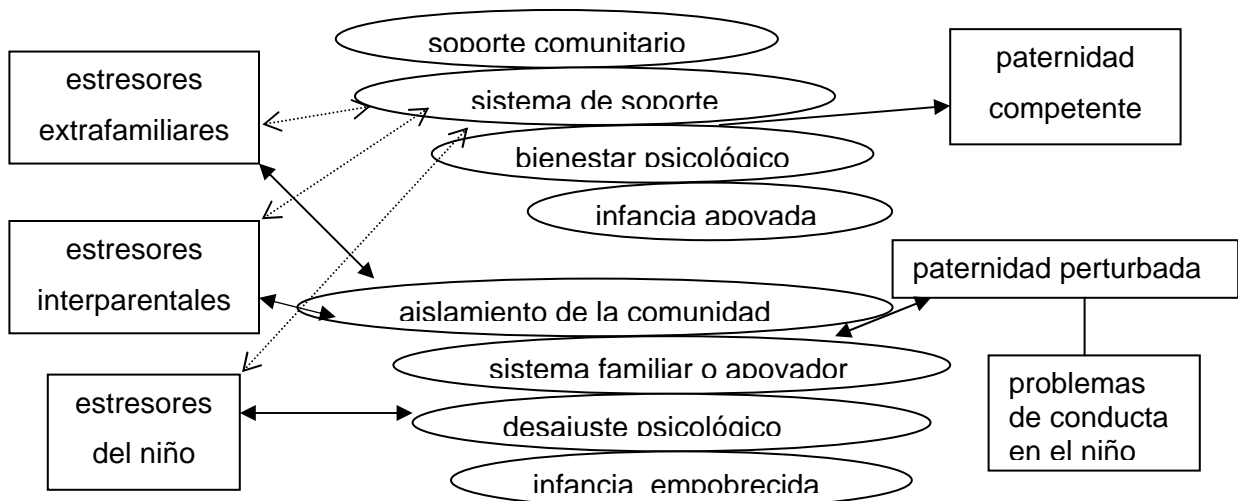 estresores
extrafamiliares
estresores
interparentales
estresores
del niño
soporte comunitario
sistema de soporte
bienestar psicológico
infancia apoyada
aislamiento de la comunidad
sistema familiar o apoyador
desajuste psicológico
infancia empobrecida
paternidad
competente
paternidad perturbada
problemas
de conducta
en el niño